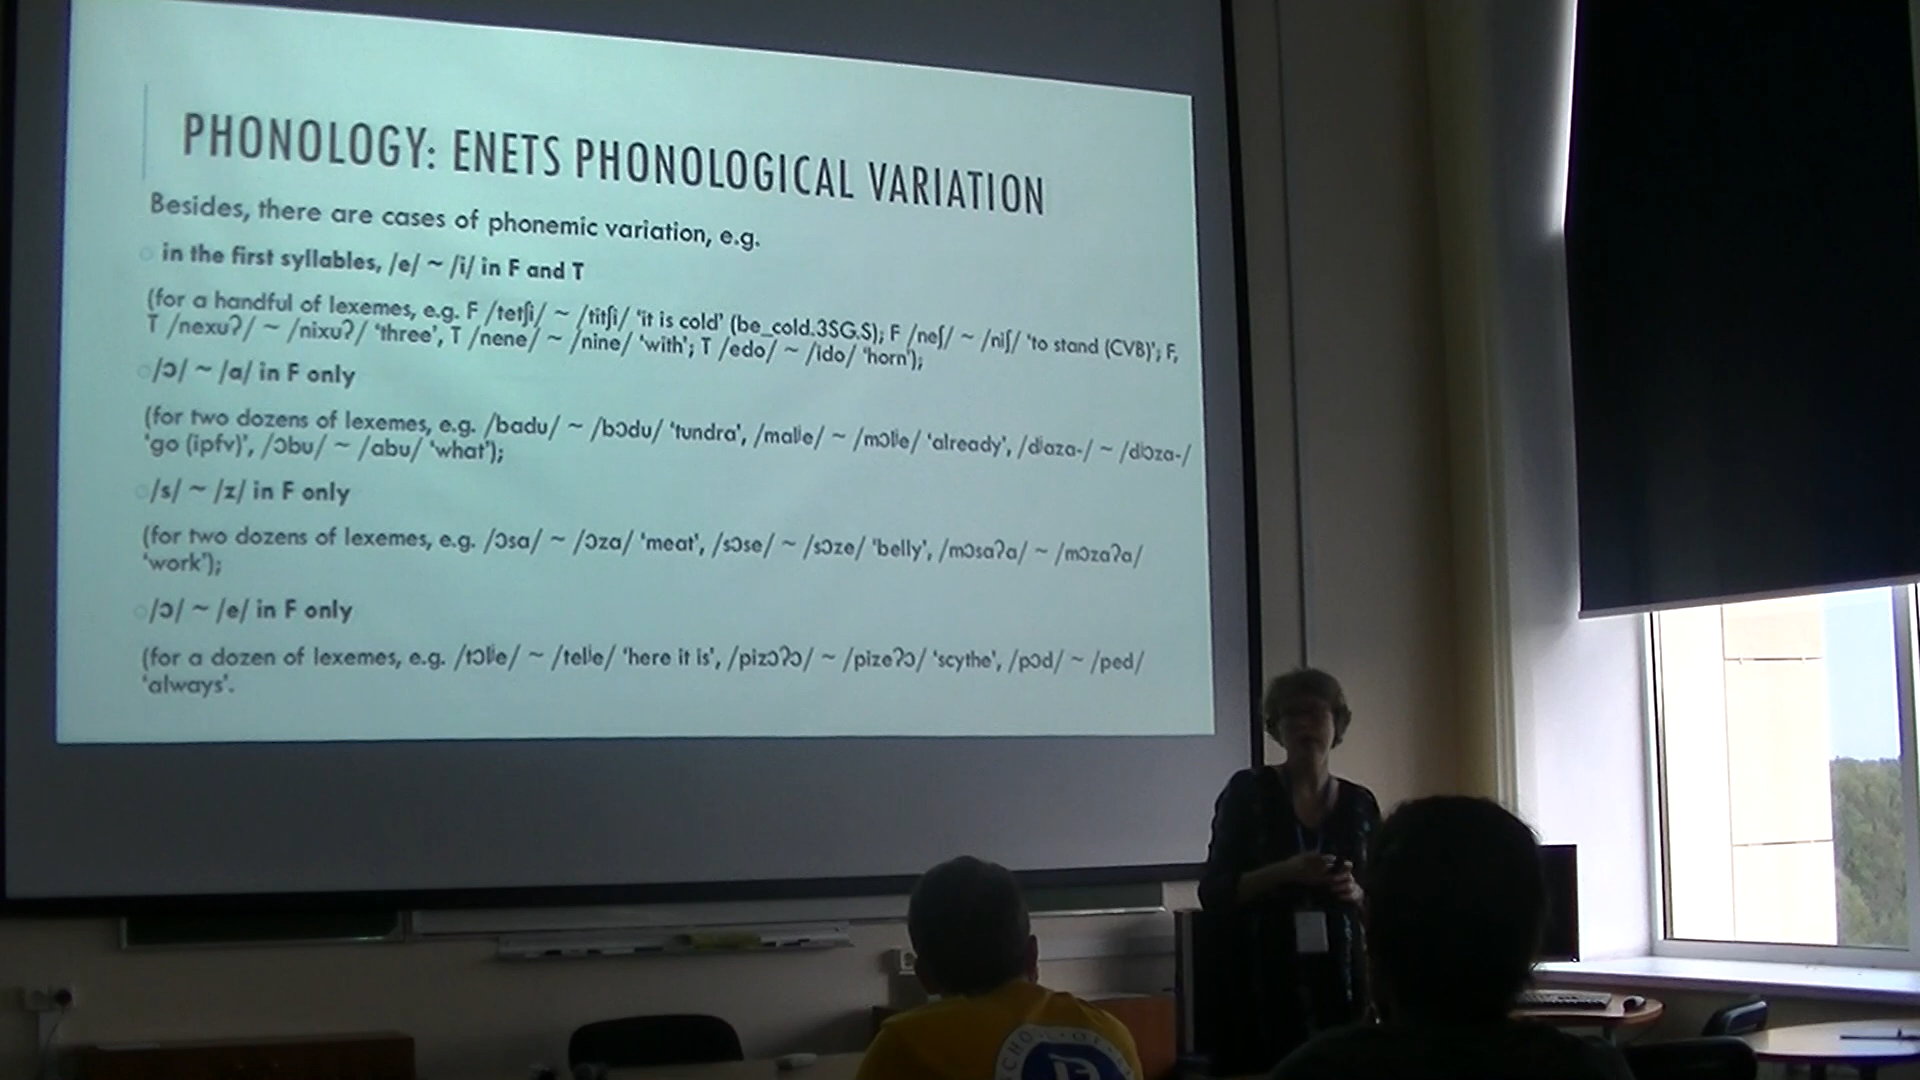 PHONOLOGY: ENETS PHONOLOGICAL VARIATION
Besides, there are cases of phonemic variation, e.g.
in the first syllables, /e/ ~ /i/ in F and T
(for a handful of lexemes, e.g. F /tetʃi/ ~ /titʃi/ 'it is cold' (be_cold.3SG.S); F /neʃ/ ~ /niʃ/ 'to stand (CVB)'; F,
T /nexuʔ/ ~ /nixuʔ/ 'three', T /nene/ ~ /nine/ 'with'; T /edo/ ~ /ido/ 'horn');
/ɔ/ ~ /a/ in F only
(for two dozens of lexemes, e.g. /badu/ ~ /bɔdu/ 'tundra', /malʲe/ ~ /mɔlʲe/ 'already', /dʲaza-/ ~ /dʲɔza-/
'go (ipfv)', /ɔbu/ ~ /abu/ 'what');
/s/ ~ /z/ in F only
(for two dozens of lexemes, e.g. /ɔsa/ ~ /ɔza/ 'meat', /sɔse/ ~ /sɔze/ 'belly', /mɔsaʔa/ ~ /mɔzaʔa/
'work');
/ɔ/ ~ /e/ in F only
(for a dozen of lexemes, e.g. /tɔlʲe/ ~ /telʲe/ 'here it is', /pizɔʔɔ/ ~ /pizeʔɔ/ 'scythe', /pɔd/ ~ /ped/
'always'.